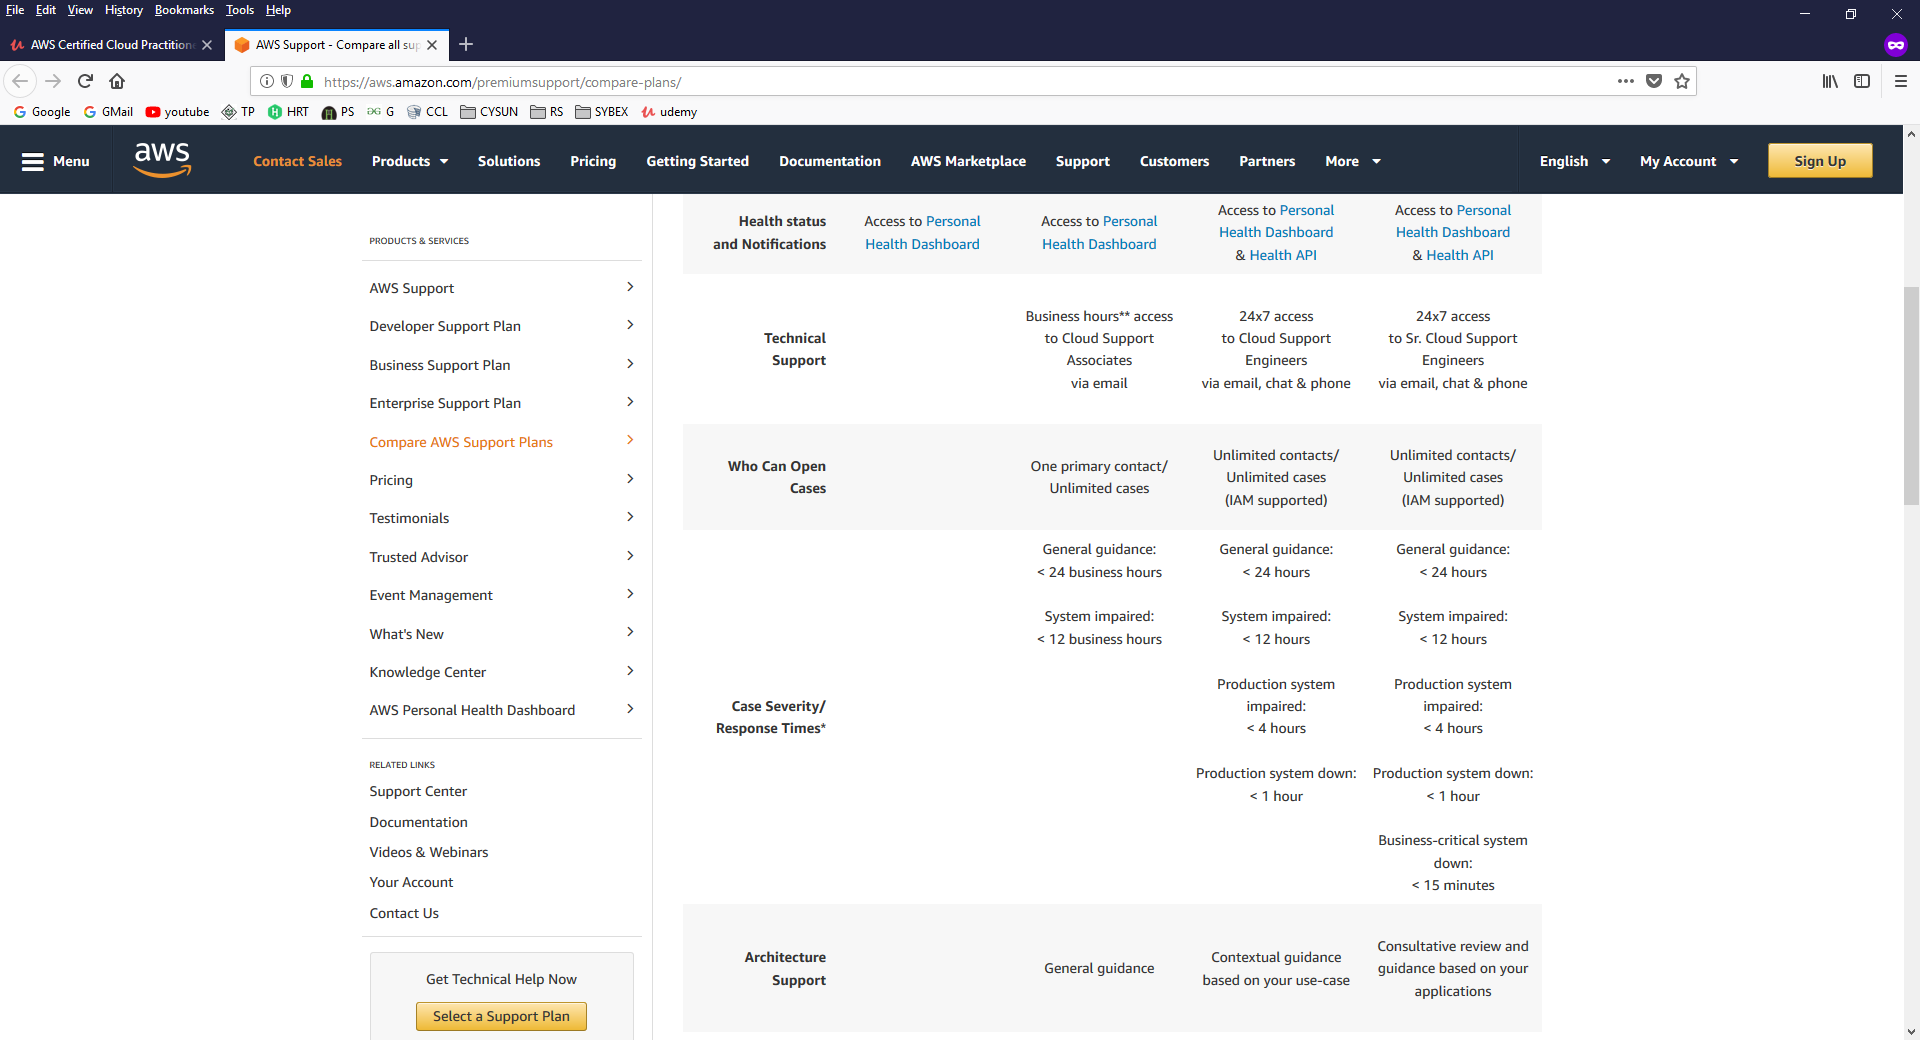 File Edit View History Bookmarks Tools Help
AWS Certified Cloud Practition
AWS Support - Compare all sup
https://aws.amazon.com/premiumsupport/compare-plans/
Google GMail youtube TP HRT PS G CCL CYSUN RS SYBEX udemy
Menu aws Contact Sales Products Solutions Pricing Getting Started Documentation AWS Marketplace Support Customers Partners More English My Account Sign Up
PRODUCTS & SERVICES
AWS Support
Developer Support Plan
Business Support Plan
Enterprise Support Plan
Compare AWS Support Plans
Pricing
Testimonials
Trusted Advisor
Event Management
What's New
Knowledge Center
AWS Personal Health Dashboard
RELATED LINKS
Support Center
Documentation
Videos & Webinars
Your Account
Contact Us
Get Technical Help Now
Select a Support Plan
Health status
and Notifications
Access to Personal
Health Dashboard
Access to Personal
Health Dashboard
Access to Personal
Health Dashboard
& Health API
Access to Personal
Health Dashboard
& Health API
Technical
Support
Business hours** access
to Cloud Support
Associates
via email
24x7 access
to Cloud Support
Engineers
via email, chat & phone
24x7 access
to Sr. Cloud Support
Engineers
via email, chat & phone
Who Can Open
Cases
One primary contact/
Unlimited cases
Unlimited contacts/
Unlimited cases
(IAM supported)
Unlimited contacts/
Unlimited cases
(IAM supported)
Case Severity/
Response Times*
General guidance:
< 24 business hours
System impaired:
< 12 business hours
General guidance:
< 24 hours
System impaired:
< 12 hours
Production system
impaired:
< 4 hours
Production system down:
< 1 hour
General guidance:
< 24 hours
System impaired:
< 12 hours
Production system
impaired:
< 4 hours
Production system down:
< 1 hour
Business-critical system
down:
< 15 minutes
Architecture
Support
General guidance
Contextual guidance
based on your use-case
Consultative review and
guidance based on your
applications